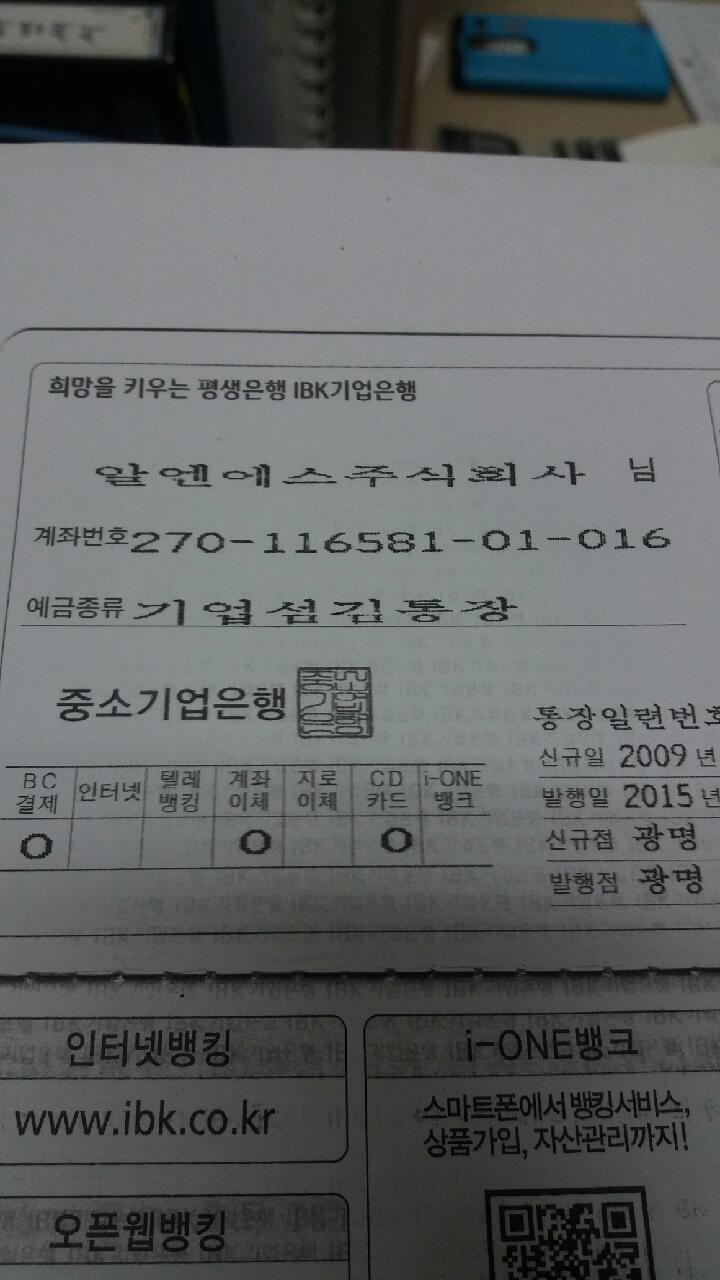 희망을 키우는 평생은행 IBK기업은행
알엔에스주식회사 님
계좌번호 270-116581-01-016
예금종류 기업섬김통장
중소기업은행
통장일련번호
신규일 2009 년
발행일 2015 년
신규점 광명
발행점 광명
BC결제 인터넷 텔레뱅킹 계좌이체 지로이체 CD카드 i-ONE뱅크
O O O
인터넷뱅킹
www.ibk.co.kr
i-ONE뱅크
스마트폰에서 뱅킹서비스,
상품가입, 자산관리까지!
오픈웹뱅킹